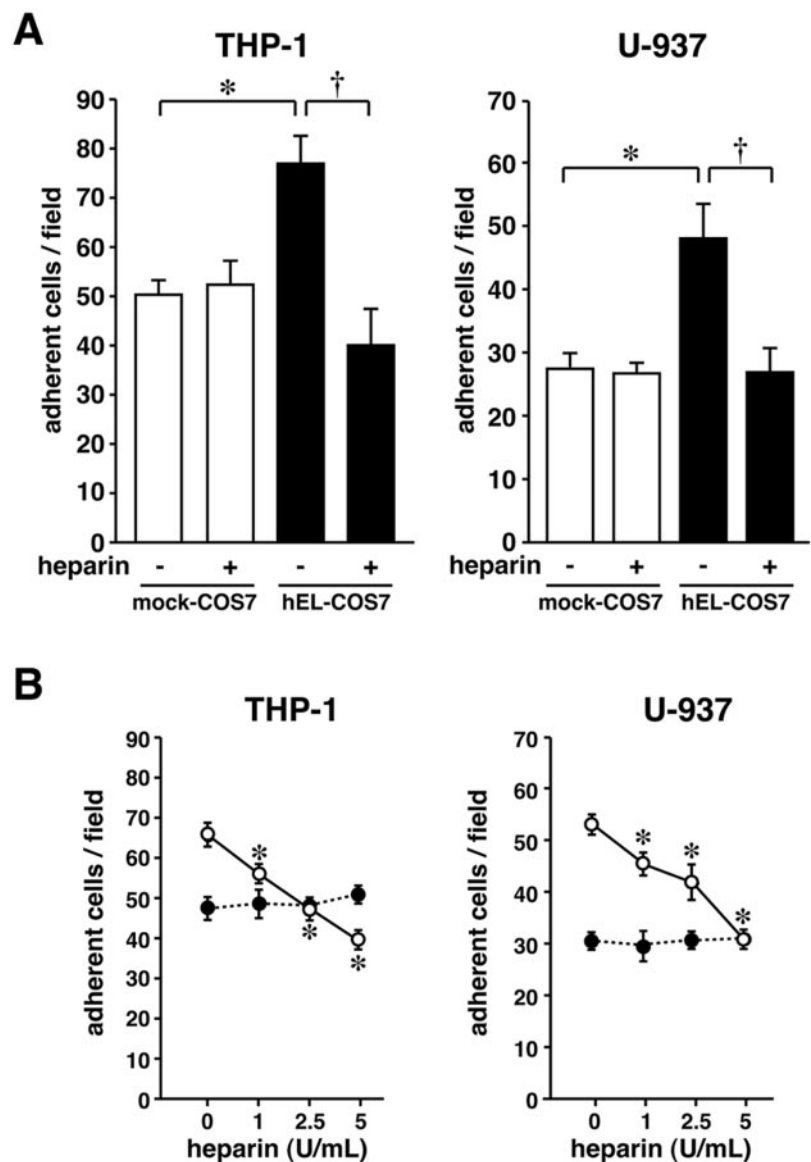 A
THP-1
U-937
90
80
70
60
50
40
30
20
10
0
adherent cells / field
*
†
heparin - + - +
mock-COS7 hEL-COS7
70
60
50
40
30
20
10
0
adherent cells / field
*
†
heparin - + - +
mock-COS7 hEL-COS7
B
THP-1
U-937
90
80
70
60
50
40
30
20
10
0
adherent cells / field
*
*
*
0 1 2.5 5
heparin (U/mL)
70
60
50
40
30
20
10
0
adherent cells / field
*
*
*
0 1 2.5 5
heparin (U/mL)